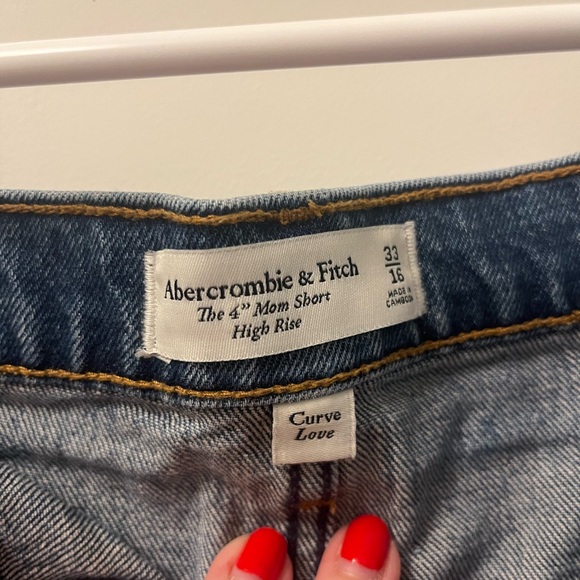 Abercrombie & Fitch
The 4" Mom Short
High Rise
33
16
MADE IN
CAMBODIA
Curve
Love